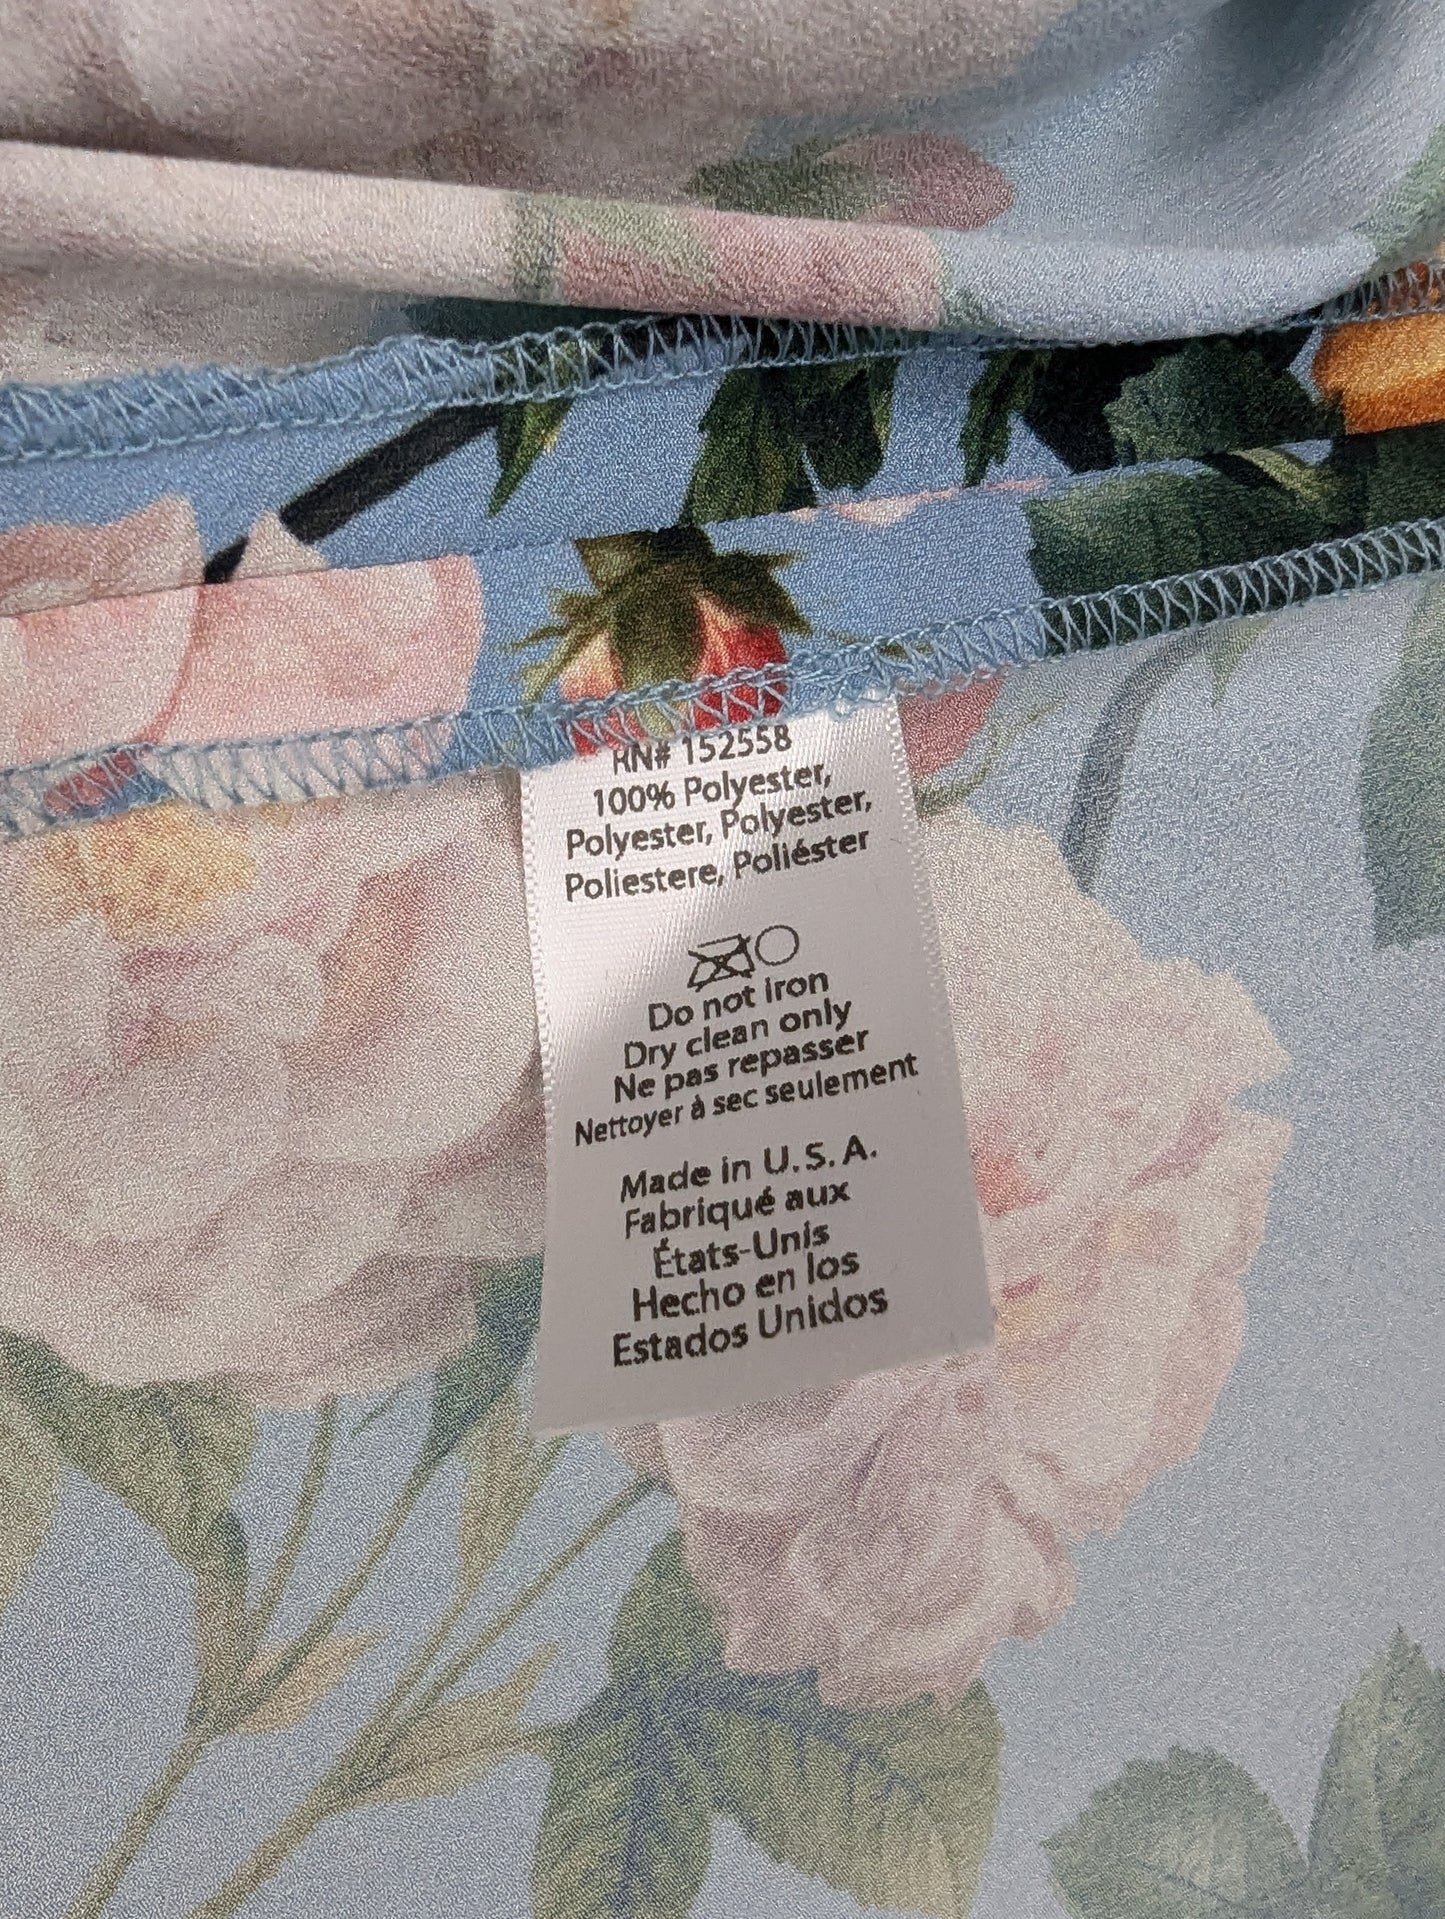 RN# 152558
100% Polyester,
Polyester, Polyester,
Poliestere, Poliéster
Do not iron
Dry clean only
Ne pas repasser
Nettoyer à sec seulement
Made in U.S.A.
Fabriqué aux
États-Unis
Hecho en los
Estados Unidos